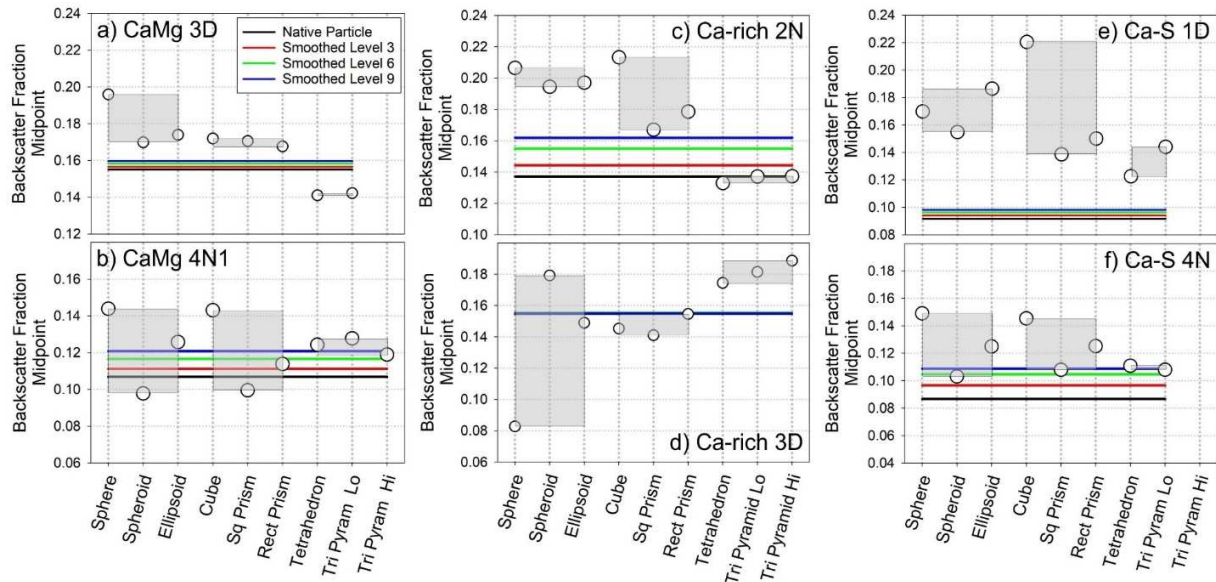 a) CaMg 3D
Native Particle
Smoothed Level 3
Smoothed Level 6
Smoothed Level 9
Backscatter Fraction
Midpoint
0.24
0.22
0.20
0.18
0.16
0.14
0.12
c) Ca-rich 2N
Backscatter Fraction
Midpoint
0.24
0.22
0.20
0.18
0.16
0.14
0.12
0.10
e) Ca-S 1D
Backscatter Fraction
Midpoint
0.24
0.22
0.20
0.18
0.16
0.14
0.12
0.10
0.08
b) CaMg 4N1
Backscatter Fraction
Midpoint
0.16
0.14
0.12
0.10
0.08
0.06
d) Ca-rich 3D
Backscatter Fraction
Midpoint
0.18
0.16
0.14
0.12
0.10
0.08
0.06
f) Ca-S 4N
Backscatter Fraction
Midpoint
0.18
0.16
0.14
0.12
0.10
0.08
0.06
0.04
Sphere
Spheroid
Ellipsoid
Cube
Sq Prism
Rect Prism
Tetrahedron
Tri Pyram Lo
Tri Pyram Hi
Sphere
Spheroid
Ellipsoid
Cube
Sq Prism
Rect Prism
Tetrahedron
Tri Pyramid Lo
Tri Pyramid Hi
Sphere
Spheroid
Ellipsoid
Cube
Sq Prism
Rect Prism
Tetrahedron
Tri Pyram Lo
Tri Pyram Hi